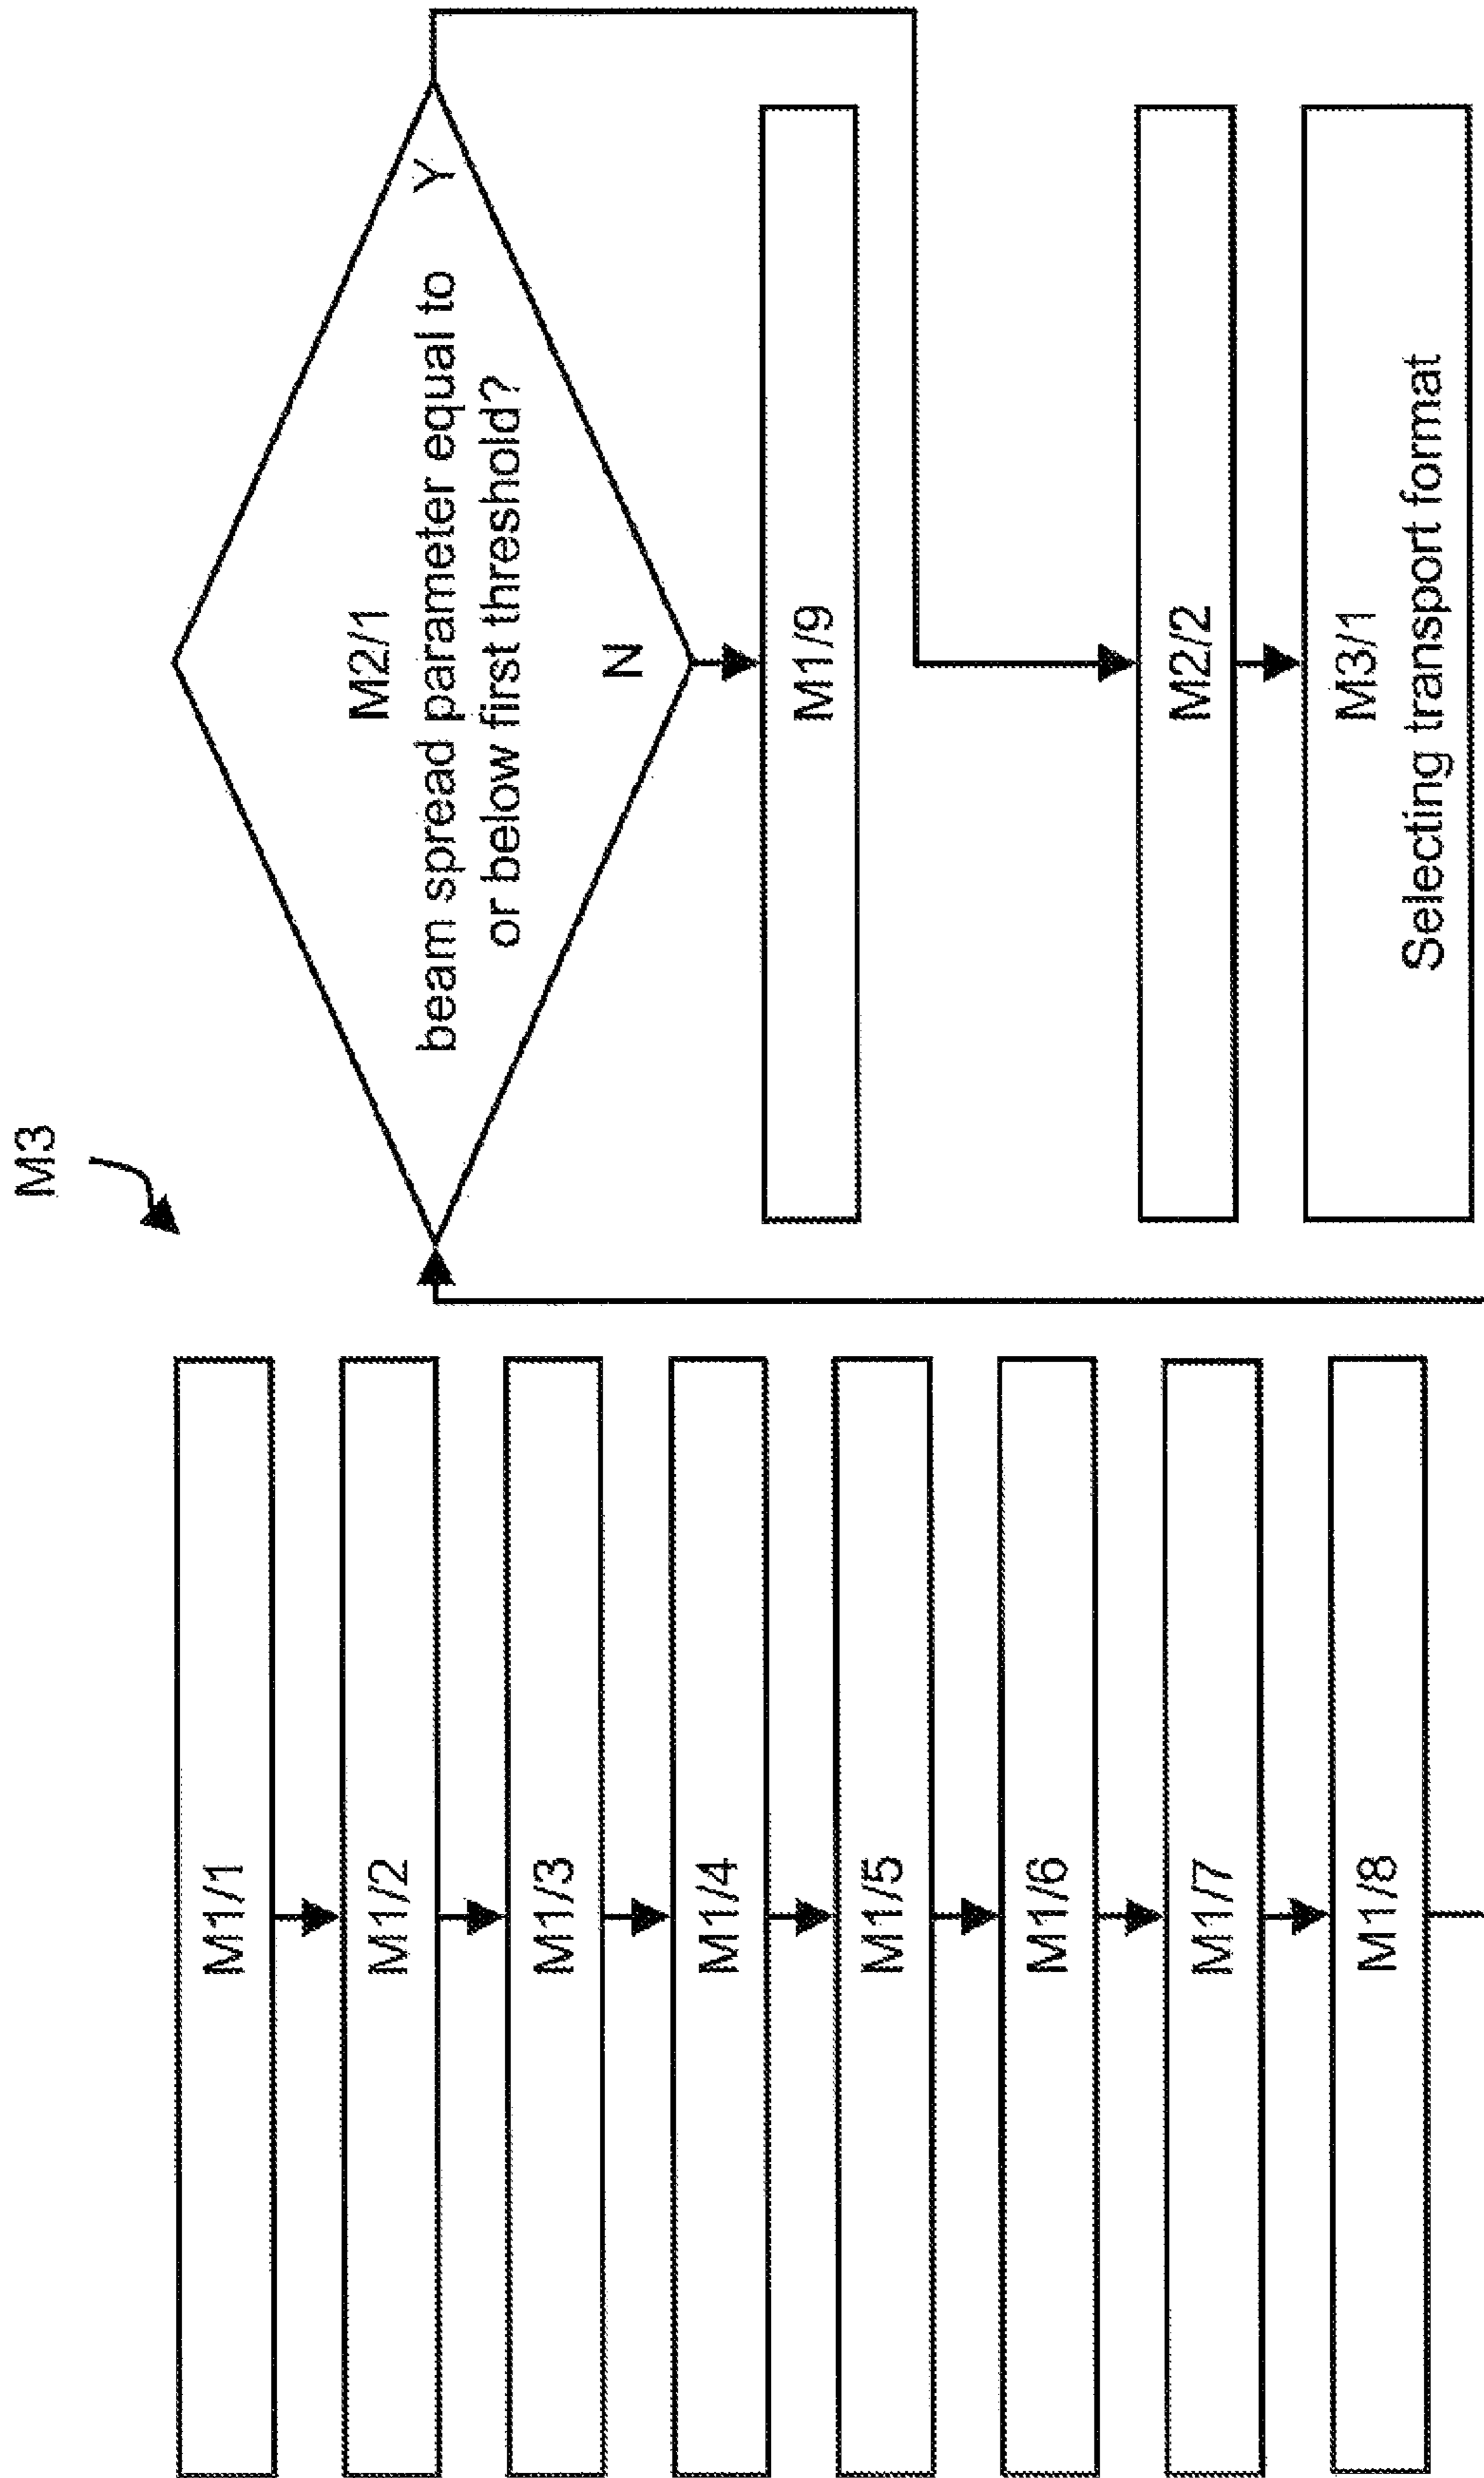 M3
M1/1
M1/2
M1/3
M1/4
M1/5
M1/6
M1/7
M1/8
M2/1
beam spread parameter equal to
or below first threshold?
Y
N
M1/9
M2/2
M3/1
Selecting transport format